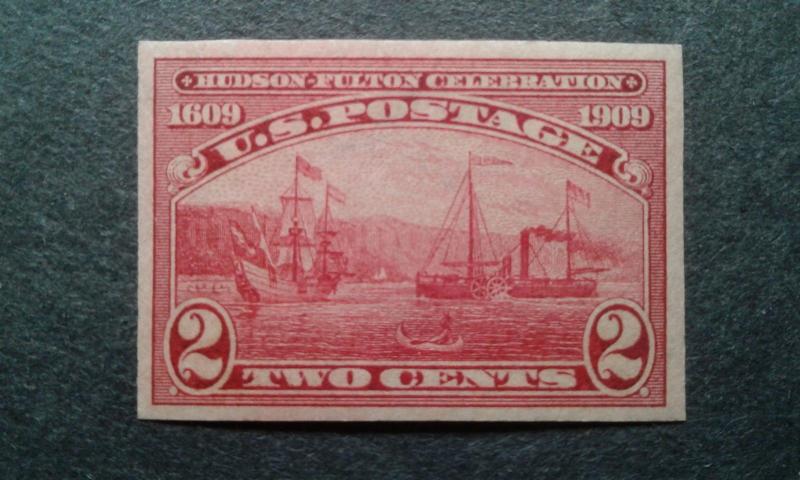 HUDSON-FULTON CELEBRATION
1609 1909
U.S. POSTAGE
2 2
TWO CENTS